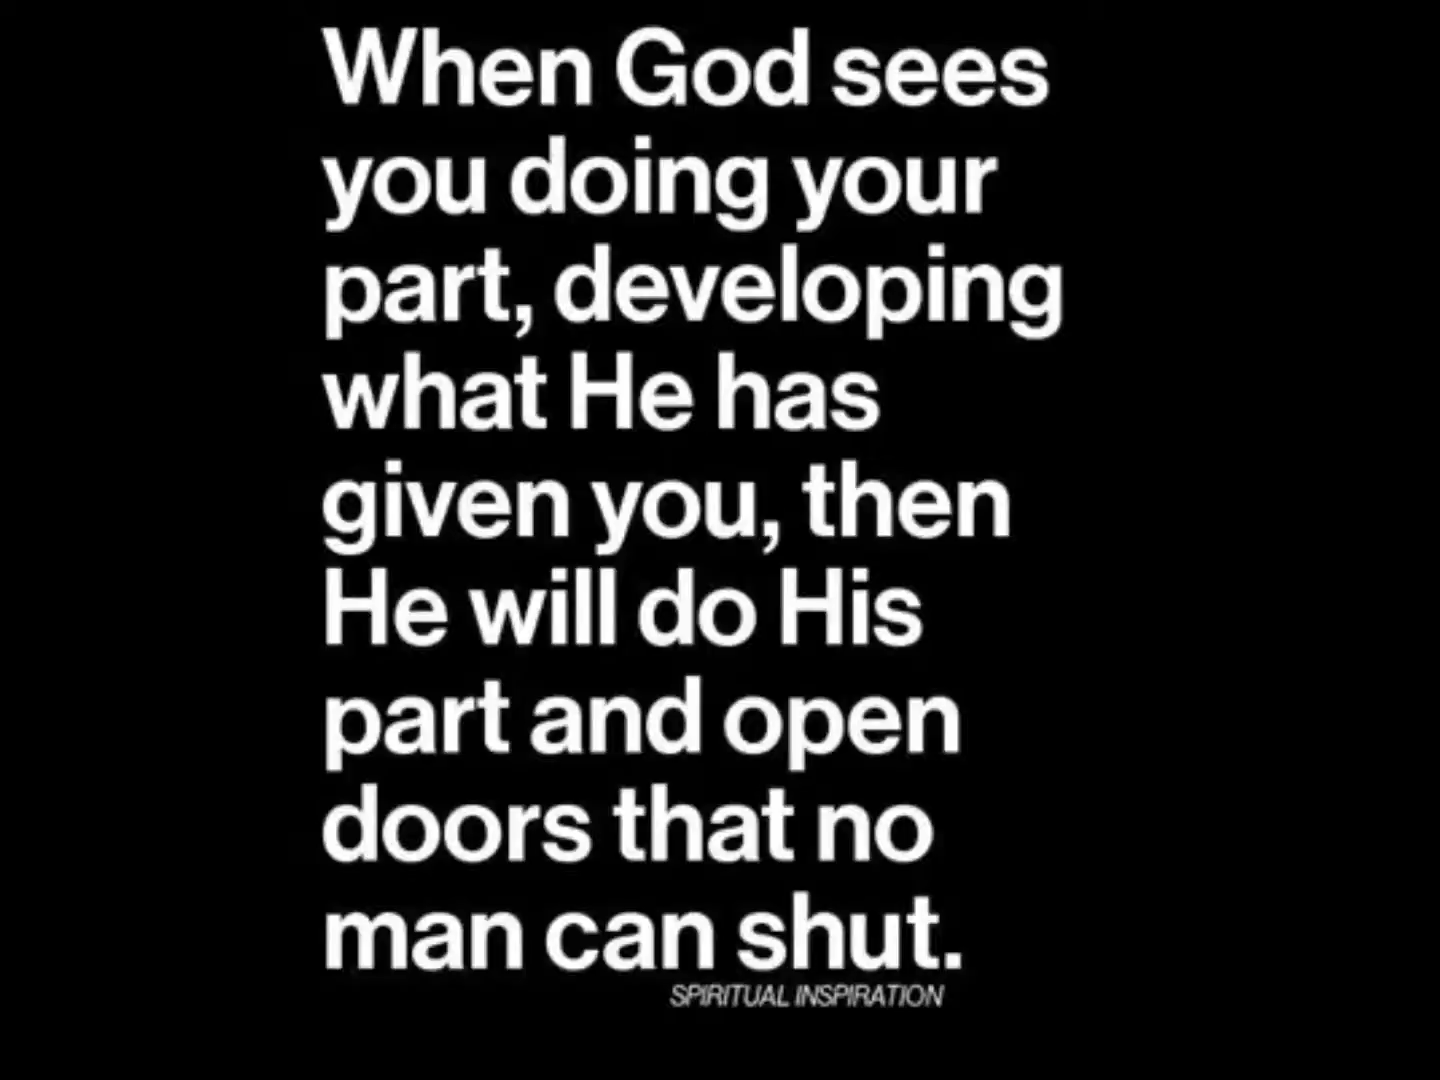 When God sees
you doing your
part, developing
what He has
given you, then
He will do His
part and open
doors that no
man can shut.
SPIRITUAL INSPIRATION